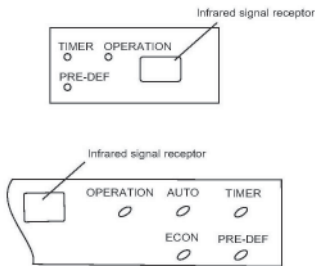 Infrared signal receptor
TIMER OPERATION
PRE-DEF
Infrared signal receptor
OPERATION AUTO TIMER
ECON PRE-DEF